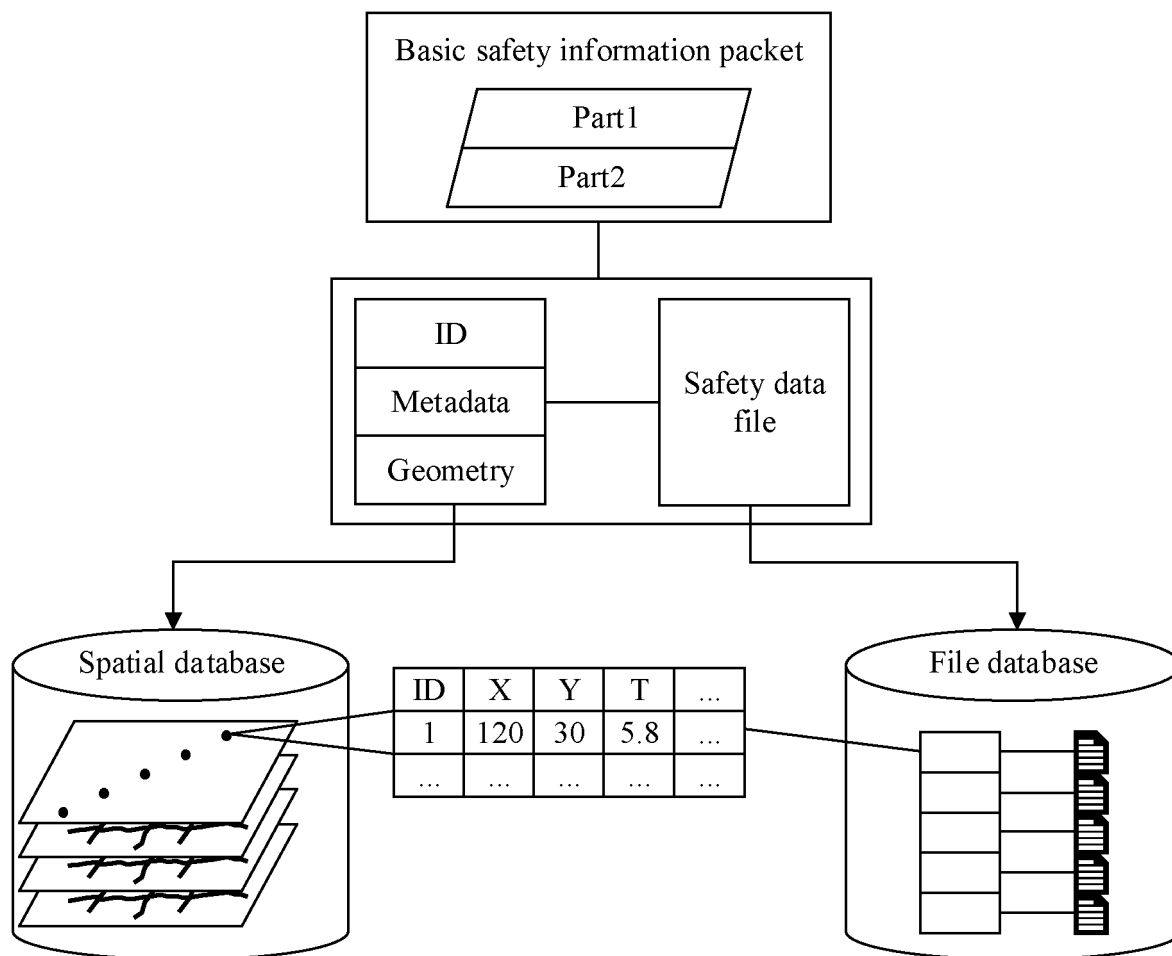 Basic safety information packet
Part1
Part2
ID
Metadata
Geometry
Safety data
file
Spatial database
File database
ID X Y T ...
1 120 30 5.8 ...
... ... ... ... ...